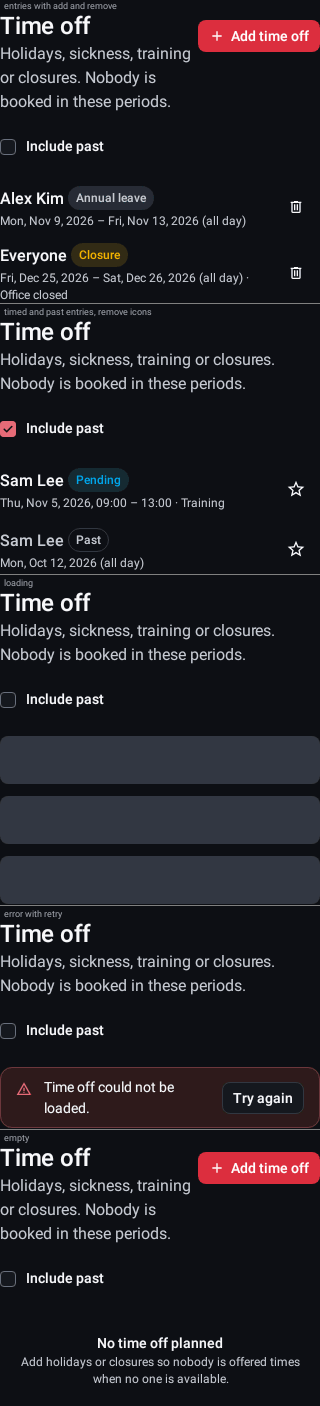 entries with add and remove
Time off
Add time off
Holidays, sickness, training
or closures. Nobody is
booked in these periods.
Include past
Alex Kim Annual leave
Mon, Nov 9, 2026 – Fri, Nov 13, 2026 (all day)
Everyone Closure
Fri, Dec 25, 2026 – Sat, Dec 26, 2026 (all day) ·
Office closed
timed and past entries, remove icons
Time off
Holidays, sickness, training or closures.
Nobody is booked in these periods.
Include past
Sam Lee Pending
Thu, Nov 5, 2026, 09:00 – 13:00 · Training
Sam Lee Past
Mon, Oct 12, 2026 (all day)
loading
Time off
Holidays, sickness, training or closures.
Nobody is booked in these periods.
Include past
error with retry
Time off
Holidays, sickness, training or closures.
Nobody is booked in these periods.
Include past
Time off could not be
loaded.
Try again
empty
Time off
Add time off
Holidays, sickness, training
or closures. Nobody is
booked in these periods.
Include past
No time off planned
Add holidays or closures so nobody is offered times
when no one is available.